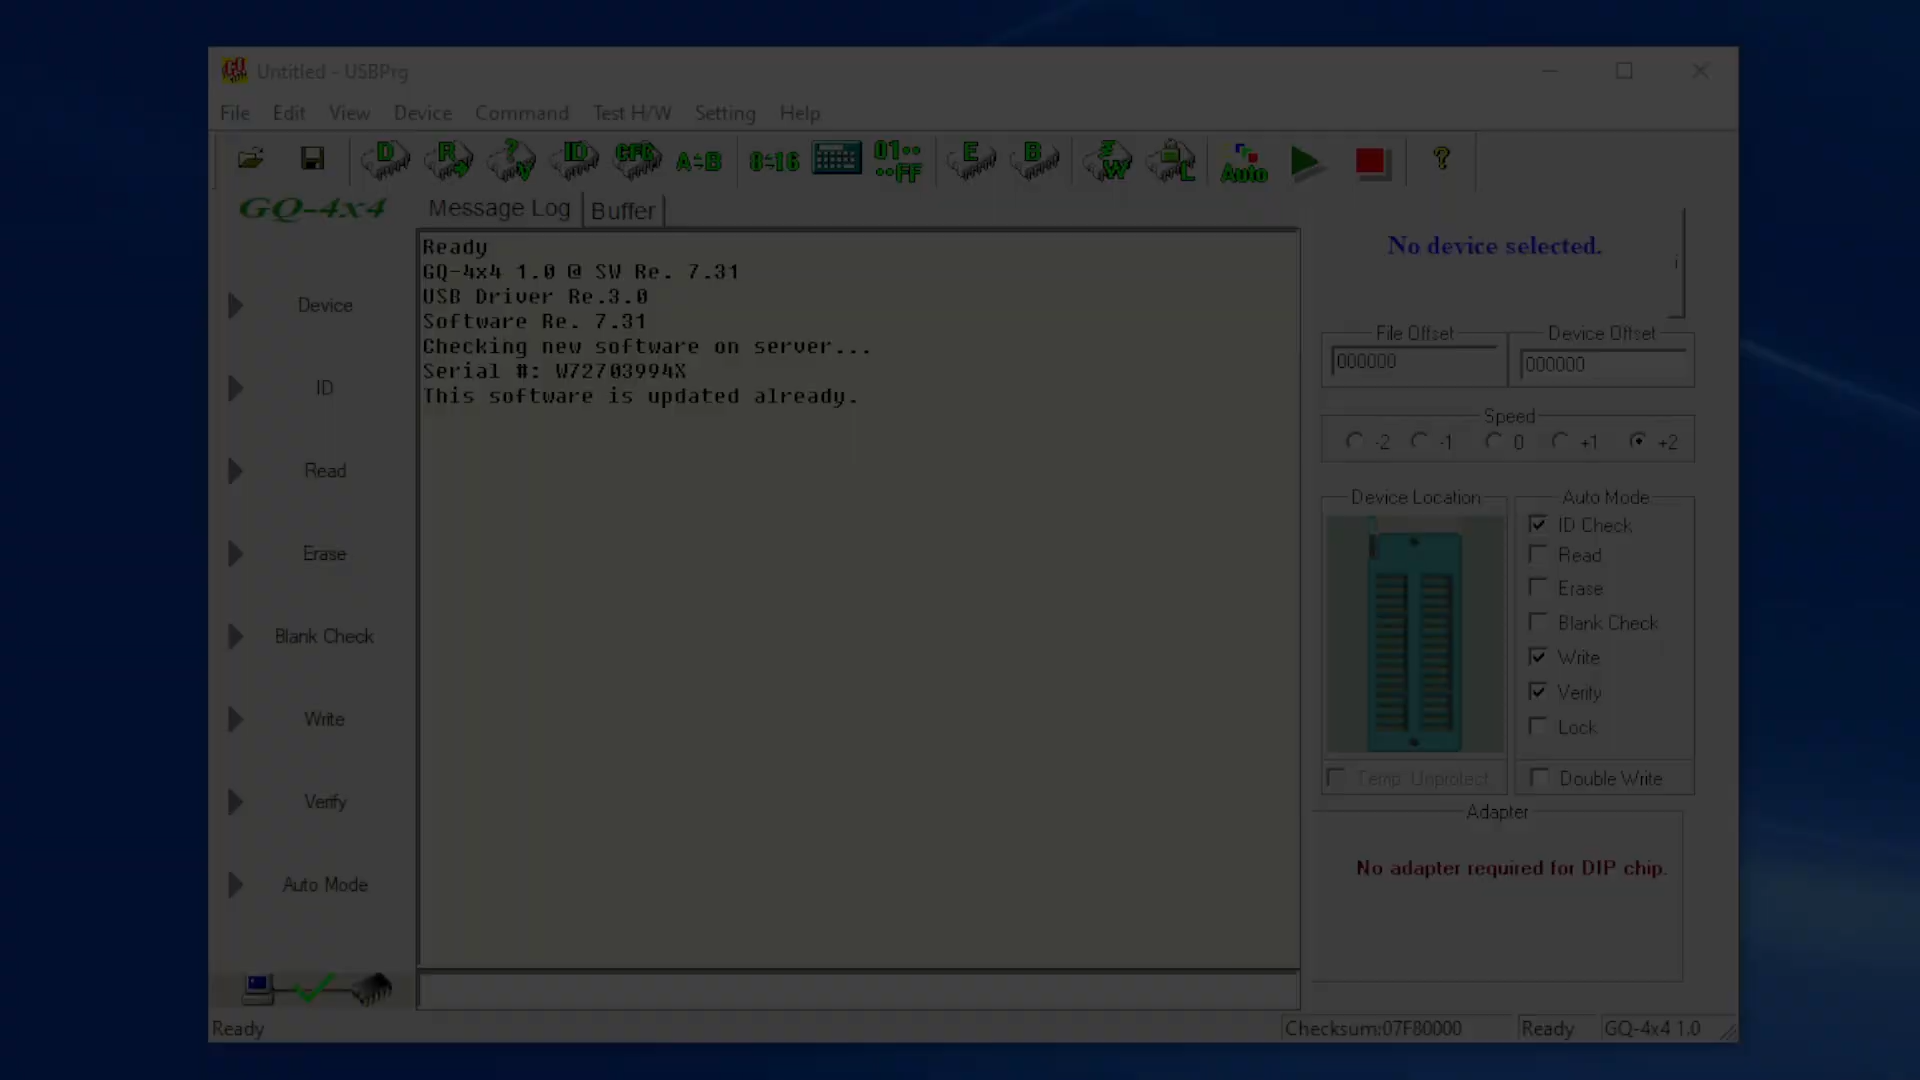 Untitled - USBPrg
File Edit View Device Command Test H/W Setting Help
D R ? V ID CFG A÷B 8÷16 01•• ••FF E B E W L Auto ?
GQ-4x4
Message Log Buffer
Ready
GQ-4x4 1.0 @ SW Re. 7.31
USB Driver Re.3.0
Software Re. 7.31
Checking new software on server...
Serial #: W72703994X
This software is updated already.
Device
ID
Read
Erase
Blank Check
Write
Verify
Auto Mode
No device selected.
i
File Offset Device Offset
000000 000000
Speed
-2 -1 0 +1 +2
Device Location
Temp. Unprotect
Auto Mode
ID Check
Read
Erase
Blank Check
Write
Verify
Lock
Double Write
Adapter
No adapter required for DIP chip.
Ready Checksum:07F80000 Ready GQ-4x4 1.0